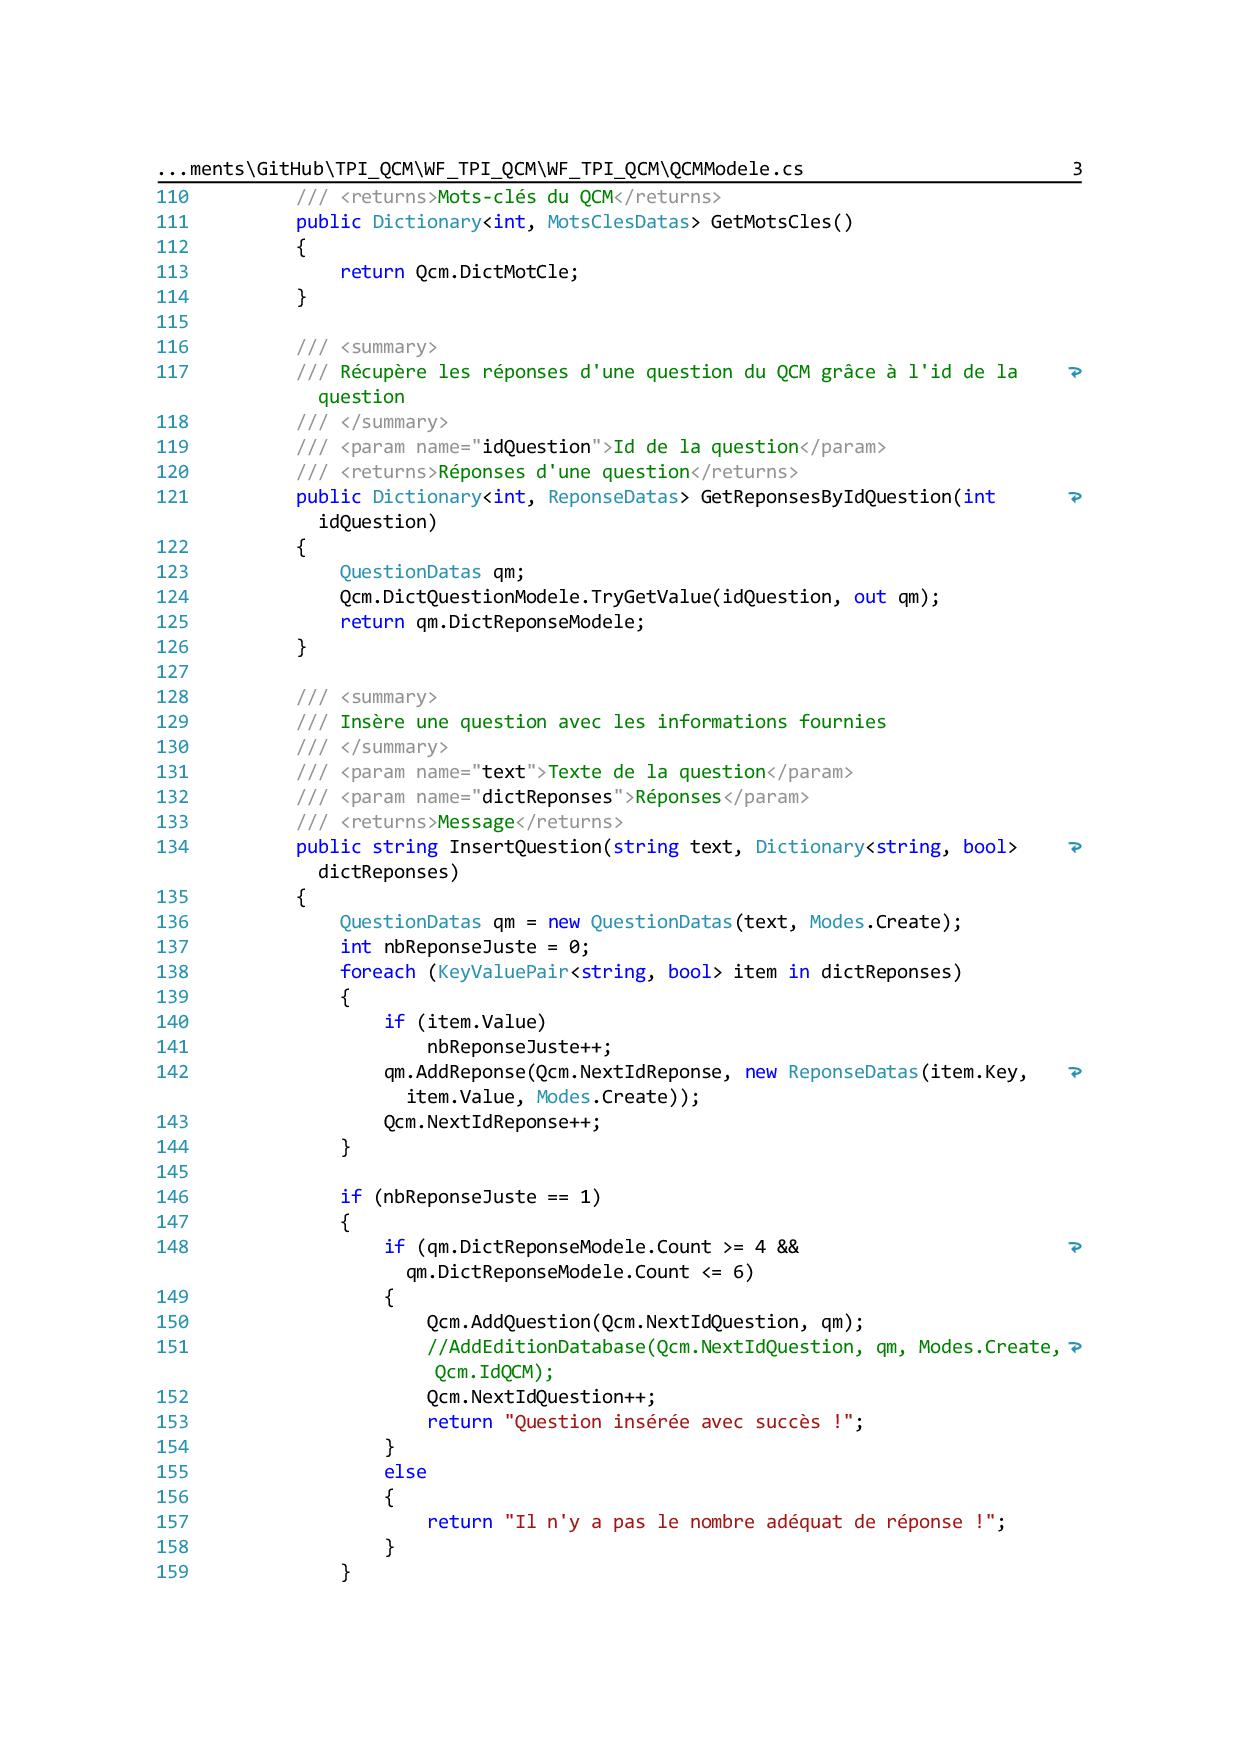 ...ments\GitHub\TPI_QCM\WF_TPI_QCM\WF_TPI_QCM\QCMModele.cs 3
110 /// <returns>Mots-clés du QCM</returns>
111 public Dictionary<int, MotsClesDatas> GetMotsCles()
112 {
113 return Qcm.DictMotCle;
114 }
115
116 /// <summary>
117 /// Récupère les réponses d'une question du QCM grâce à l'id de la
question
118 /// </summary>
119 /// <param name="idQuestion">Id de la question</param>
120 /// <returns>Réponses d'une question</returns>
121 public Dictionary<int, ReponseDatas> GetReponsesByIdQuestion(int
idQuestion)
122 {
123 QuestionDatas qm;
124 Qcm.DictQuestionModele.TryGetValue(idQuestion, out qm);
125 return qm.DictReponseModele;
126 }
127
128 /// <summary>
129 /// Insère une question avec les informations fournies
130 /// </summary>
131 /// <param name="text">Texte de la question</param>
132 /// <param name="dictReponses">Réponses</param>
133 /// <returns>Message</returns>
134 public string InsertQuestion(string text, Dictionary<string, bool>
dictReponses)
135 {
136 QuestionDatas qm = new QuestionDatas(text, Modes.Create);
137 int nbReponseJuste = 0;
138 foreach (KeyValuePair<string, bool> item in dictReponses)
139 {
140 if (item.Value)
141 nbReponseJuste++;
142 qm.AddReponse(Qcm.NextIdReponse, new ReponseDatas(item.Key,
item.Value, Modes.Create));
143 Qcm.NextIdReponse++;
144 }
145
146 if (nbReponseJuste == 1)
147 {
148 if (qm.DictReponseModele.Count >= 4 &&
qm.DictReponseModele.Count <= 6)
149 {
150 Qcm.AddQuestion(Qcm.NextIdQuestion, qm);
151 //AddEditionDatabase(Qcm.NextIdQuestion, qm, Modes.Create,
Qcm.IdQCM);
152 Qcm.NextIdQuestion++;
153 return "Question insérée avec succès !";
154 }
155 else
156 {
157 return "Il n'y a pas le nombre adéquat de réponse !";
158 }
159 }